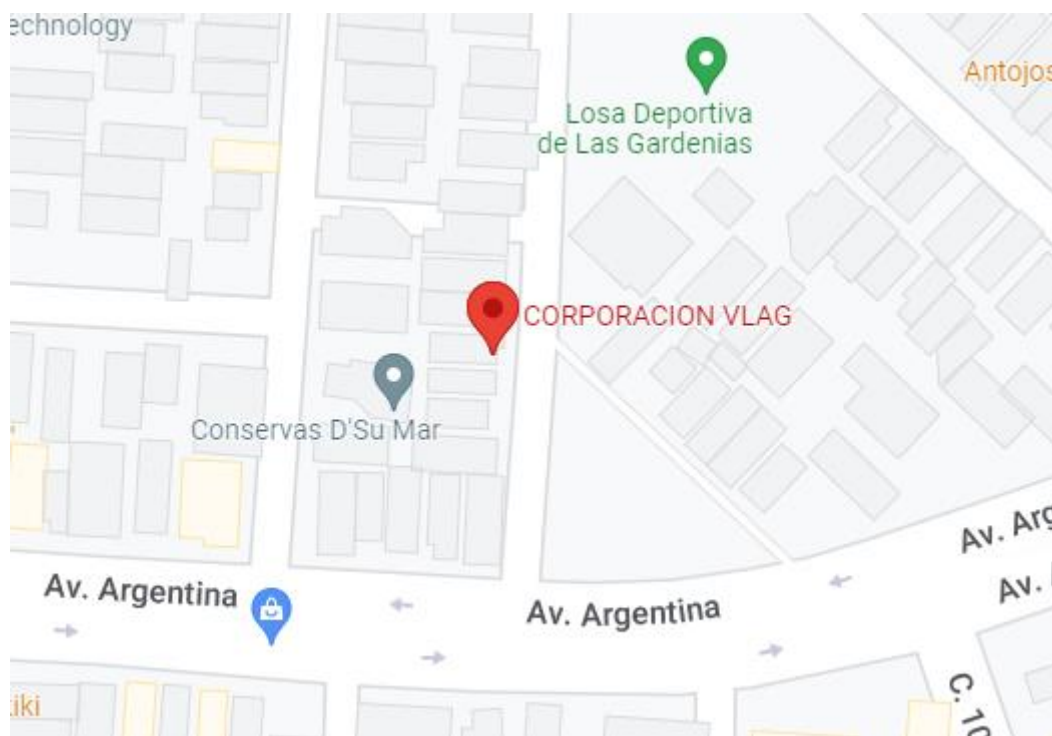 echnology
Antojos
Losa Deportiva
de Las Gardenias
CORPORACION VLAG
Conservas D'Su Mar
Av. Arg
Av. Argentina
Av. Argentina
Av.
C. 10
iki